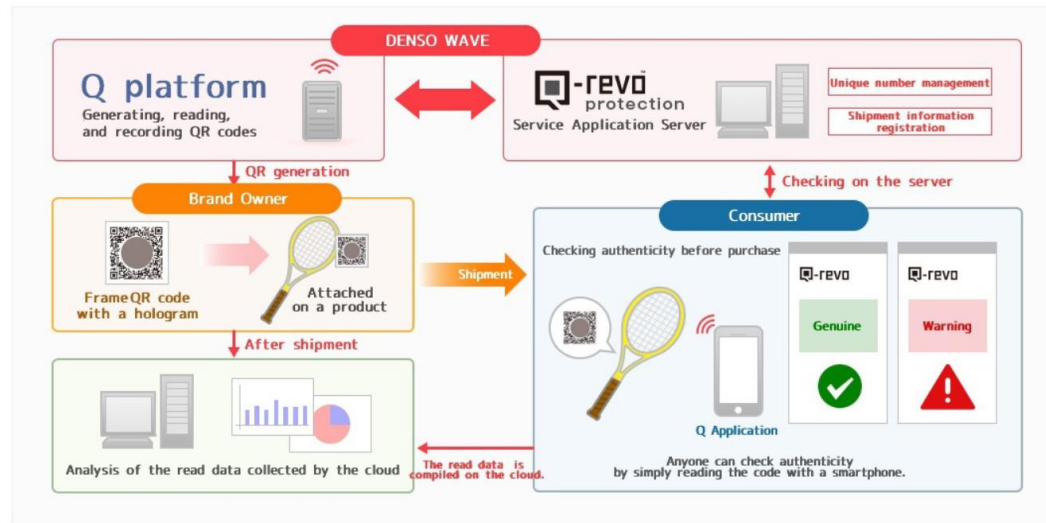 DENSO WAVE
Q platform
Generating, reading,
and recording QR codes
Q-revo
protection
Service Application Server
Unique number management
Shipment information
registration
QR generation
Checking on the server
Brand Owner
FrameQR code
with a hologram
Attached
on a product
Shipment
Consumer
Checking authenticity before purchase
Q-revo
Genuine
Q-revo
Warning
Q Application
Anyone can check authenticity
by simply reading the code with a smartphone.
After shipment
Analysis of the read data collected by the cloud
The read data is
compiled on the cloud.